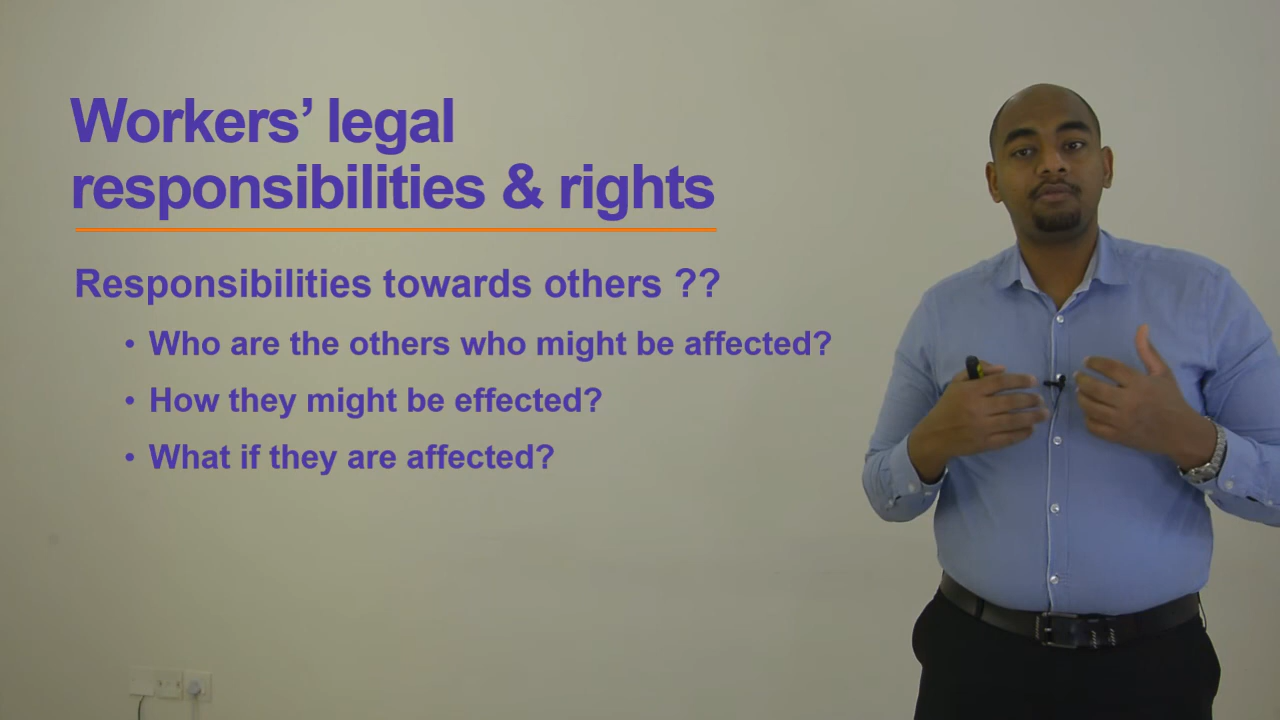 Workers’ legal
responsibilities & rights
Responsibilities towards others ??
• Who are the others who might be affected?
• How they might be effected?
• What if they are affected?